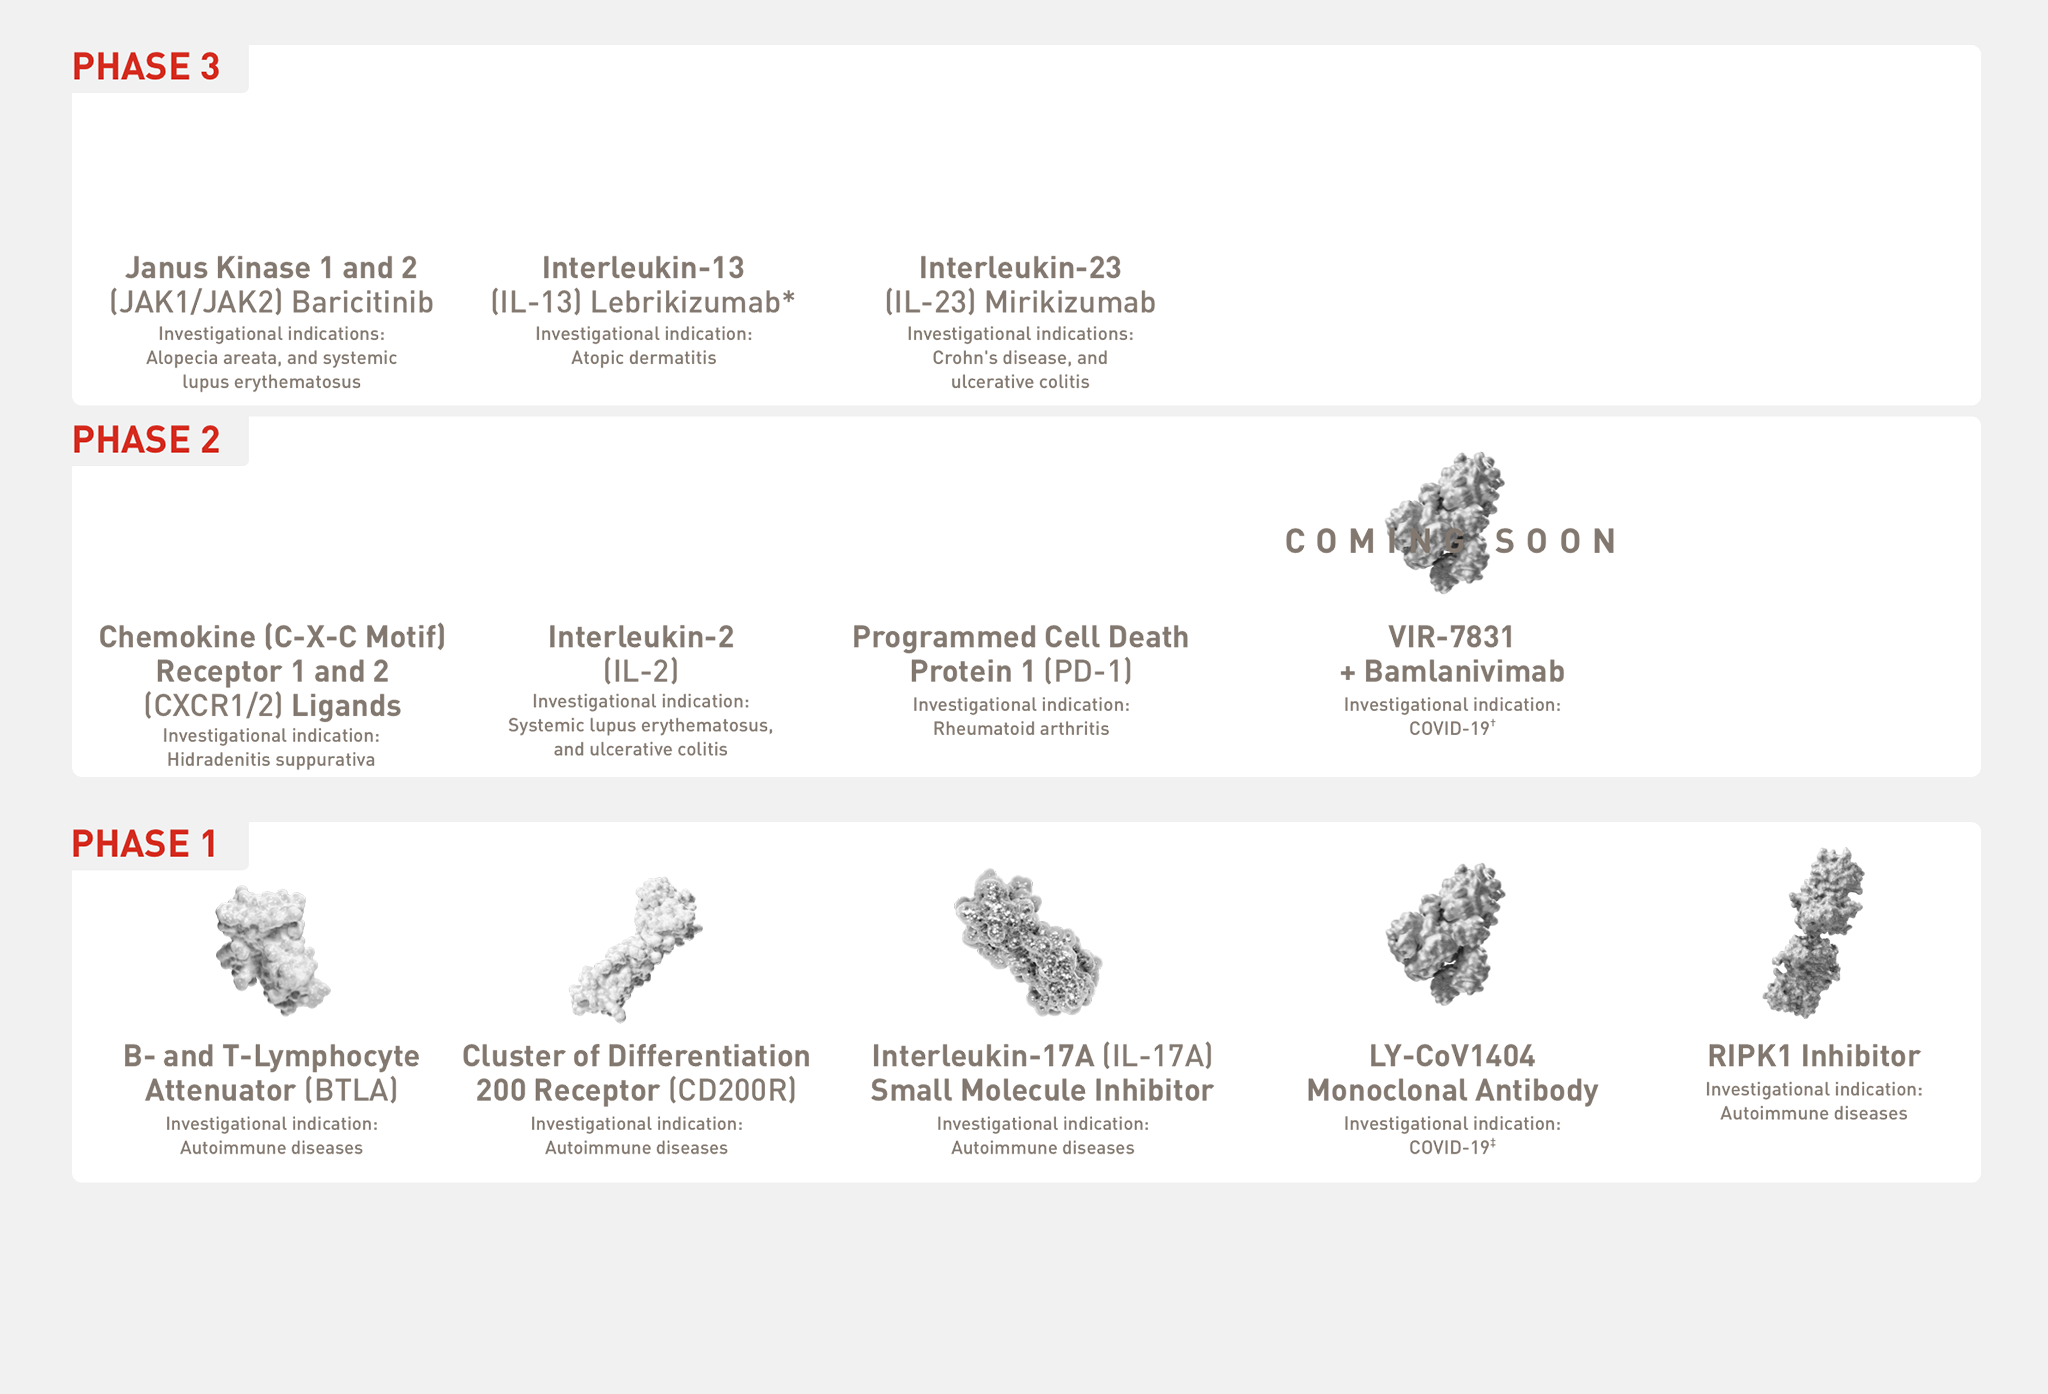 PHASE 3
Janus Kinase 1 and 2
(JAK1/JAK2) Baricitinib
Investigational indications:
Alopecia areata, and systemic
lupus erythematosus
Interleukin-13
(IL-13) Lebrikizumab*
Investigational indication:
Atopic dermatitis
Interleukin-23
(IL-23) Mirikizumab
Investigational indications:
Crohn's disease, and
ulcerative colitis
PHASE 2
Chemokine (C-X-C Motif)
Receptor 1 and 2
(CXCR1/2) Ligands
Investigational indication:
Hidradenitis suppurativa
Interleukin-2
(IL-2)
Investigational indication:
Systemic lupus erythematosus,
and ulcerative colitis
Programmed Cell Death
Protein 1 (PD-1)
Investigational indication:
Rheumatoid arthritis
COMING SOON
VIR-7831
+ Bamlanivimab
Investigational indication:
COVID-19†
PHASE 1
B- and T-Lymphocyte
Attenuator (BTLA)
Investigational indication:
Autoimmune diseases
Cluster of Differentiation
200 Receptor (CD200R)
Investigational indication:
Autoimmune diseases
Interleukin-17A (IL-17A)
Small Molecule Inhibitor
Investigational indication:
Autoimmune diseases
LY-CoV1404
Monoclonal Antibody
Investigational indication:
COVID-19‡
RIPK1 Inhibitor
Investigational indication:
Autoimmune diseases